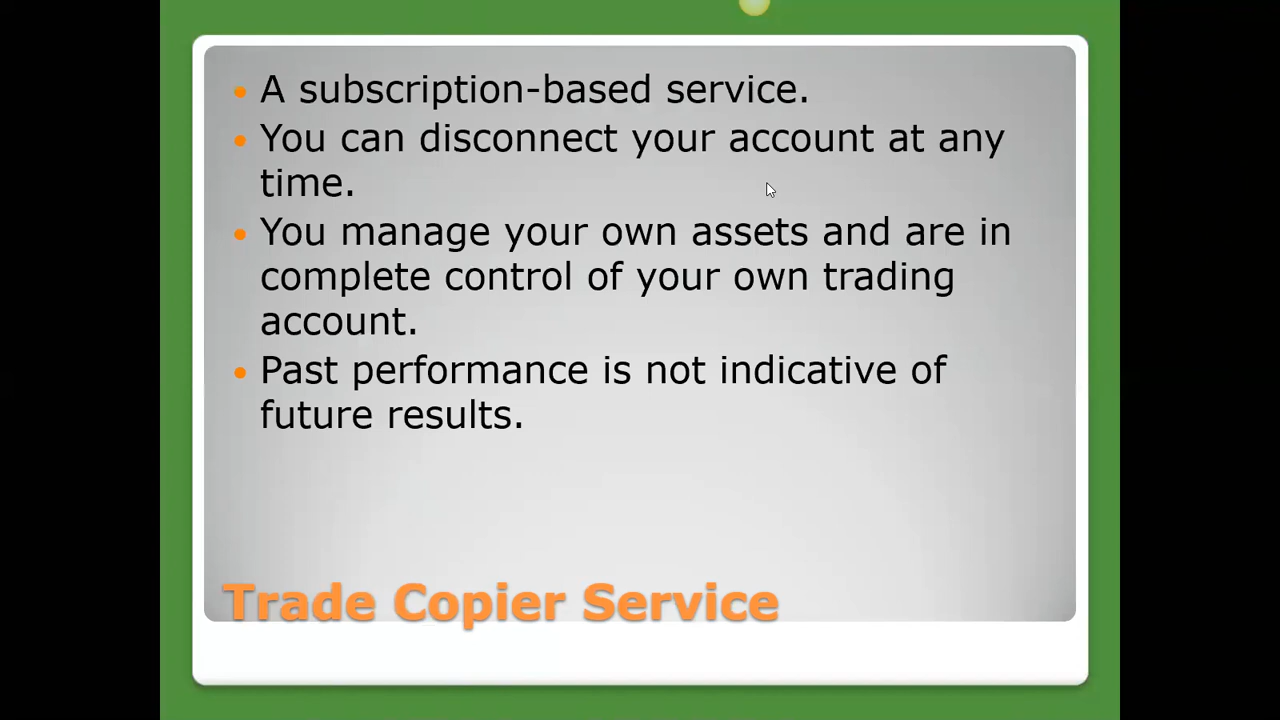 A subscription-based service.
You can disconnect your account at any
time.
You manage your own assets and are in
complete control of your own trading
account.
Past performance is not indicative of
future results.
Trade Copier Service